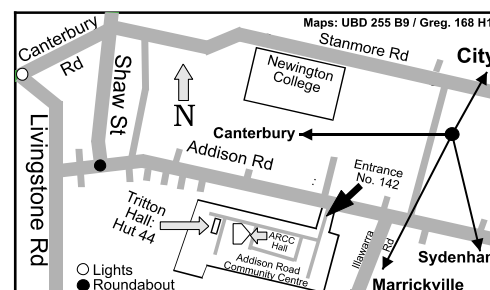 Maps: UBD 255 B9 / Greg. 168 H1
Canterbury
Rd
Stanmore Rd
City
Shaw St
Newington
College
N
Canterbury
Addison Rd
Livingstone Rd
Entrance
No. 142
Tritton
Hall:
Hut 44
ARCC
Hall
Illawarra
Rd
Addison Road
Community Centre
Sydenhar
Lights
Roundabout
Marrickville